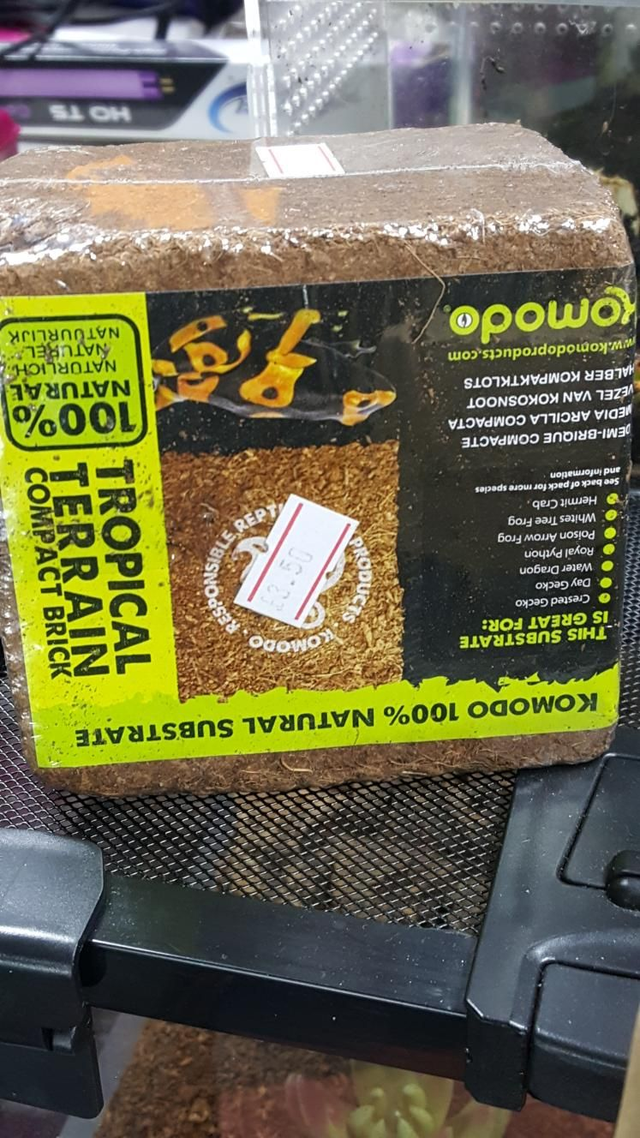 KOMODO 100% NATURAL SUBSTRATE
THIS SUBSTRATE
IS GREAT FOR:
Crested Gecko
Day Gecko
Water Dragon
Royal Python
Poison Arrow Frog
Whites Tree Frog
Hermit Crab
See back of pack for more species
and information
DEMI-BRIQUE COMPACTE
MEDIA ARCILLA COMPACTA
VEZEL VAN KOKOSNOOT
HALBER KOMPAKTKLOTS
www.komodoproducts.com
Komodo
KOMODO · RESPONSIBLE REPTILE PRODUCTS
£3.50
TROPICAL
TERRAIN
COMPACT BRICK
100%
NATURAL
NATÜRLICH
NATUREL
NATUURLIJK
HO T5